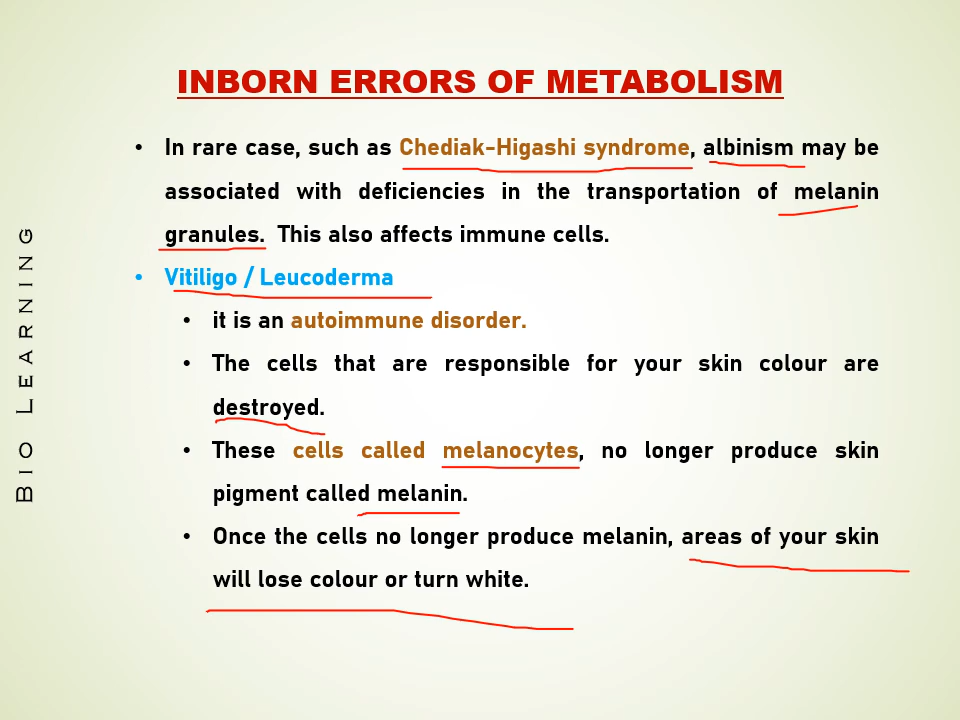 INBORN ERRORS OF METABOLISM
• In rare case, such as Chediak-Higashi syndrome, albinism may be
associated with deficiencies in the transportation of melanin
granules. This also affects immune cells.
• Vitiligo / Leucoderma
• it is an autoimmune disorder.
• The cells that are responsible for your skin colour are
destroyed.
• These cells called melanocytes, no longer produce skin
pigment called melanin.
• Once the cells no longer produce melanin, areas of your skin
will lose colour or turn white.
BIO LEARNING